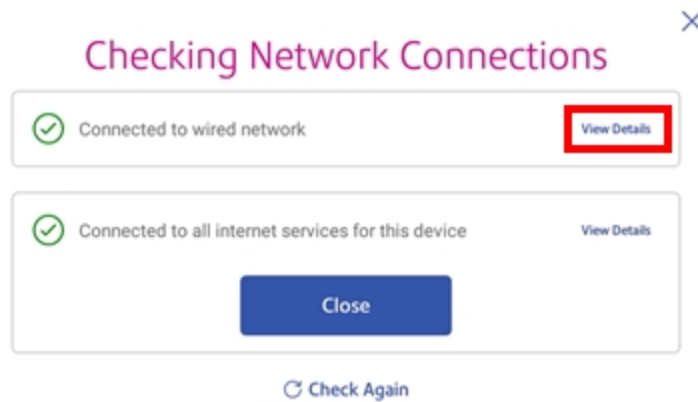 Checking Network Connections
Connected to wired network View Details
Connected to all internet services for this device View Details
Close
Check Again